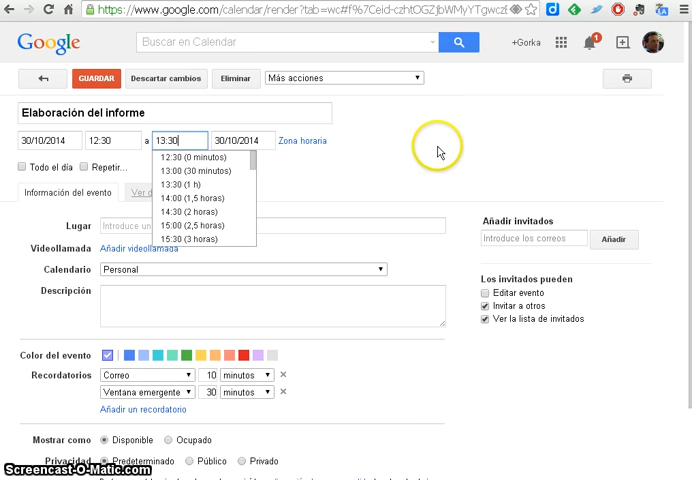 https://www.google.com/calendar/render?tab=wc#f%7Ceid-czhtOGZjbWMyYTgwcz
Google
Buscar en Calendar
+Gorka
1
GUARDAR
Descartar cambios
Eliminar
Más acciones
Elaboración del informe
30/10/2014 12:30 a 13:30 30/10/2014 Zona horaria
12:30 (0 minutos)
Todo el día Repetir...
13:00 (30 minutos)
13:30 (1 h)
Información del evento Ver d
14:00 (1,5 horas)
14:30 (2 horas)
15:00 (2,5 horas)
15:30 (3 horas)
Lugar Introduce un
Videollamada Añadir videollamada
Calendario Personal
Descripción
Añadir invitados
Introduce los correos Añadir
Los invitados pueden
Editar evento
Invitar a otros
Ver la lista de invitados
Color del evento
Recordatorios Correo 10 minutos
Ventana emergente 30 minutos
Añadir un recordatorio
Mostrar como Disponible Ocupado
Privacidad Predeterminado Público Privado
Screencast-O-Matic.com